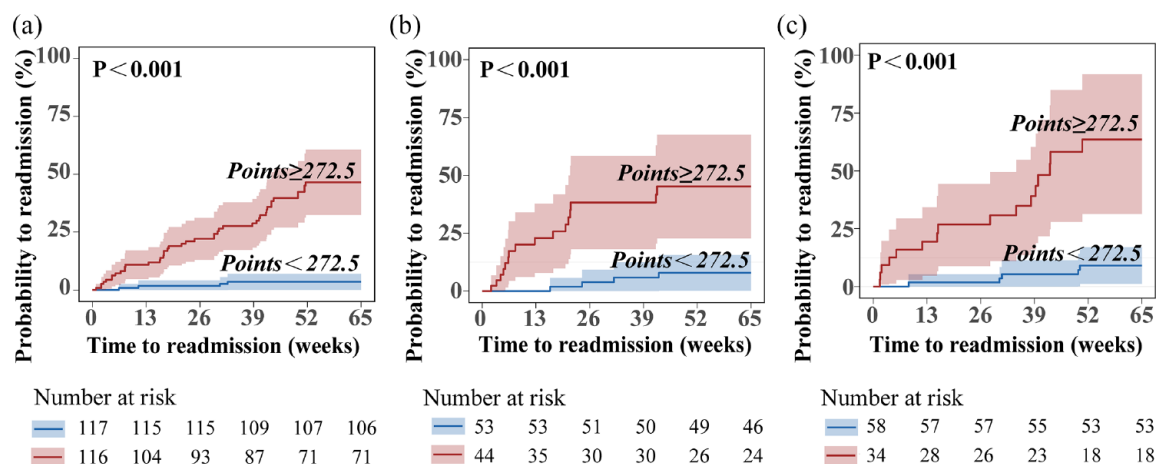 (a)
Probability to readmission (%)
100
75
50
25
0
P<0.001
Points≥272.5
Points<272.5
0 13 26 39 52 65
Time to readmission (weeks)
Number at risk
117 115 115 109 107 106
116 104 93 87 71 71
(b)
Probability to readmission (%)
100
75
50
25
0
P<0.001
Points≥272.5
Points<272.5
0 13 26 39 52 65
Time to readmission (weeks)
Number at risk
53 53 51 50 49 46
44 35 30 30 26 24
(c)
Probability to readmission (%)
100
75
50
25
0
P<0.001
Points≥272.5
Points<272.5
0 13 26 39 52 65
Time to readmission (weeks)
Number at risk
58 57 57 55 53 53
34 28 26 23 18 18